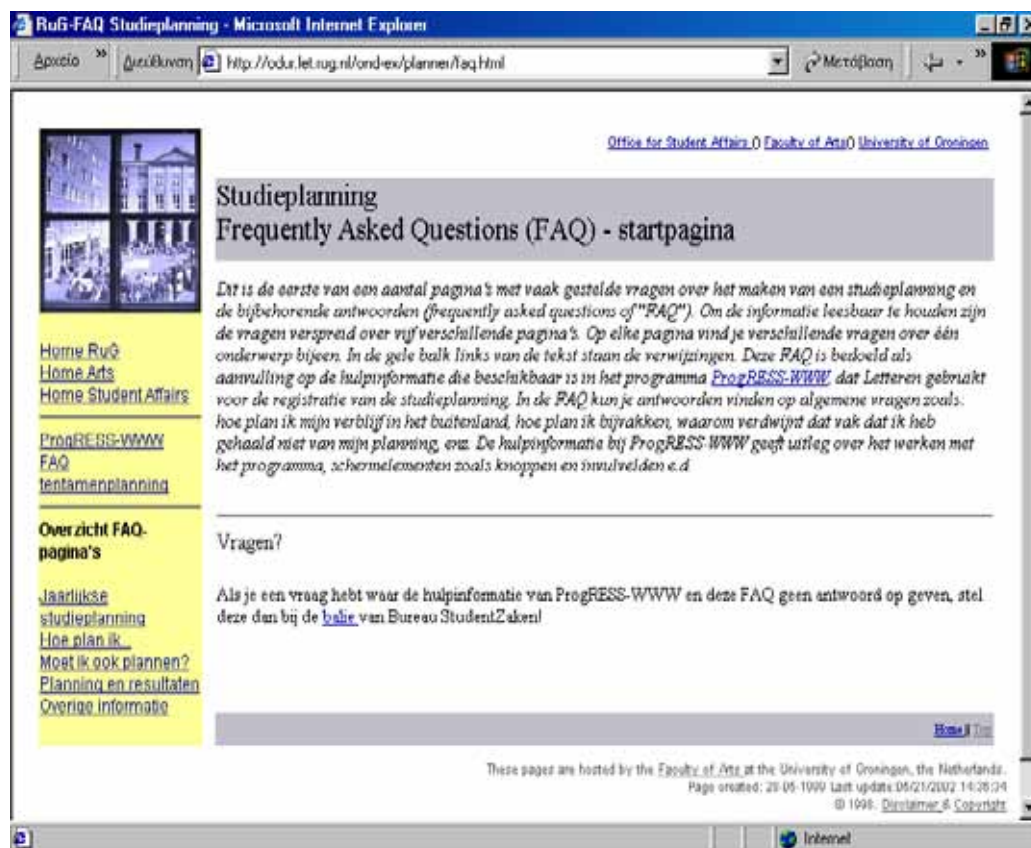 RuG-FAQ Studieplanning - Microsoft Internet Explorer
Αρχείο » Διεύθυνση http://odur.let.rug.nl/ond-ex/planner/faq.html Μετάβαση »
Office for Student Affairs () Faculty of Arts() University of Groningen
Studieplanning
Frequently Asked Questions (FAQ) - startpagina
Dit is de eerste van een aantal pagina's met vaak gestelde vragen over het maken van een studieplanning en
de bijbehorende antwoorden (frequently asked questions of "FAQ"). Om de informatie leesbaar te houden zijn
de vragen verspreid over vijf verschillende pagina's. Op elke pagina vind je verschillende vragen over één
onderwerp bijeen. In de gele balk links van de tekst staan de verwijzingen. Deze FAQ is bedoeld als
aanvulling op de hulpinformatie die beschikbaar is in het programma ProgRESS-WWW, dat Letteren gebruikt
voor de registratie van de studieplanning. In de FAQ kun je antwoorden vinden op algemene vragen zoals:
hoe plan ik mijn verblijf in het buitenland, hoe plan ik bijvakken, waarom verdwijnt dat vak dat ik heb
gehaald niet van mijn planning, enz. De hulpinformatie bij ProgRESS-WWW geeft uitleg over het werken met
het programma, schermelementen zoals knoppen en invulvelden e.d
Home RuG
Home Arts
Home Student Affairs
ProgRESS-WWW
FAQ
tentamenplanning
Overzicht FAQ-
pagina's
Jaarlijkse
studieplanning
Hoe plan ik...
Moet ik ook plannen?
Planning en resultaten
Overige informatie
Vragen?
Als je een vraag hebt waar de hulpinformatie van ProgRESS-WWW en deze FAQ geen antwoord op geven, stel
deze dan bij de balie van Bureau StudentZaken!
Home || Top
These pages are hosted by the Faculty of Arts at the University of Groningen, the Netherlands.
Page created: 28-05-1999 Last update:06/21/2002 14:26:34
© 1998. Disclaimer & Copyright
Internet